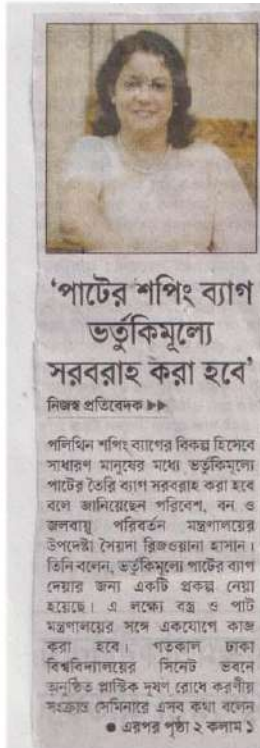 ‘পাটের শপিং ব্যাগ
ভর্তুকিমূল্যে
সরবরাহ করা হবে’
নিজস্ব প্রতিবেদক ▶▶
পলিথিন শপিং ব্যাগের বিকল্প হিসেবে
সাধারণ মানুষের মধ্যে ভর্তুকিমূল্যে
পাটের তৈরি ব্যাগ সরবরাহ করা হবে
বলে জানিয়েছেন পরিবেশ, বন ও
জলবায়ু পরিবর্তন মন্ত্রণালয়ের
উপদেষ্টা সৈয়দা রিজওয়ানা হাসান।
তিনি বলেন, ভর্তুকিমূল্যে পাটের ব্যাগ
দেয়ার জন্য একটি প্রকল্প নেয়া
হয়েছে। এ লক্ষ্যে বস্ত্র ও পাট
মন্ত্রণালয়ের সঙ্গে একযোগে কাজ
করা হবে। গতকাল ঢাকা
বিশ্ববিদ্যালয়ের সিনেট ভবনে
অনুষ্ঠিত প্লাস্টিক দূষণ রোধে করণীয়
সংক্রান্ত সেমিনারে এসব কথা বলেন
● এরপর পৃষ্ঠা ২ কলাম ১